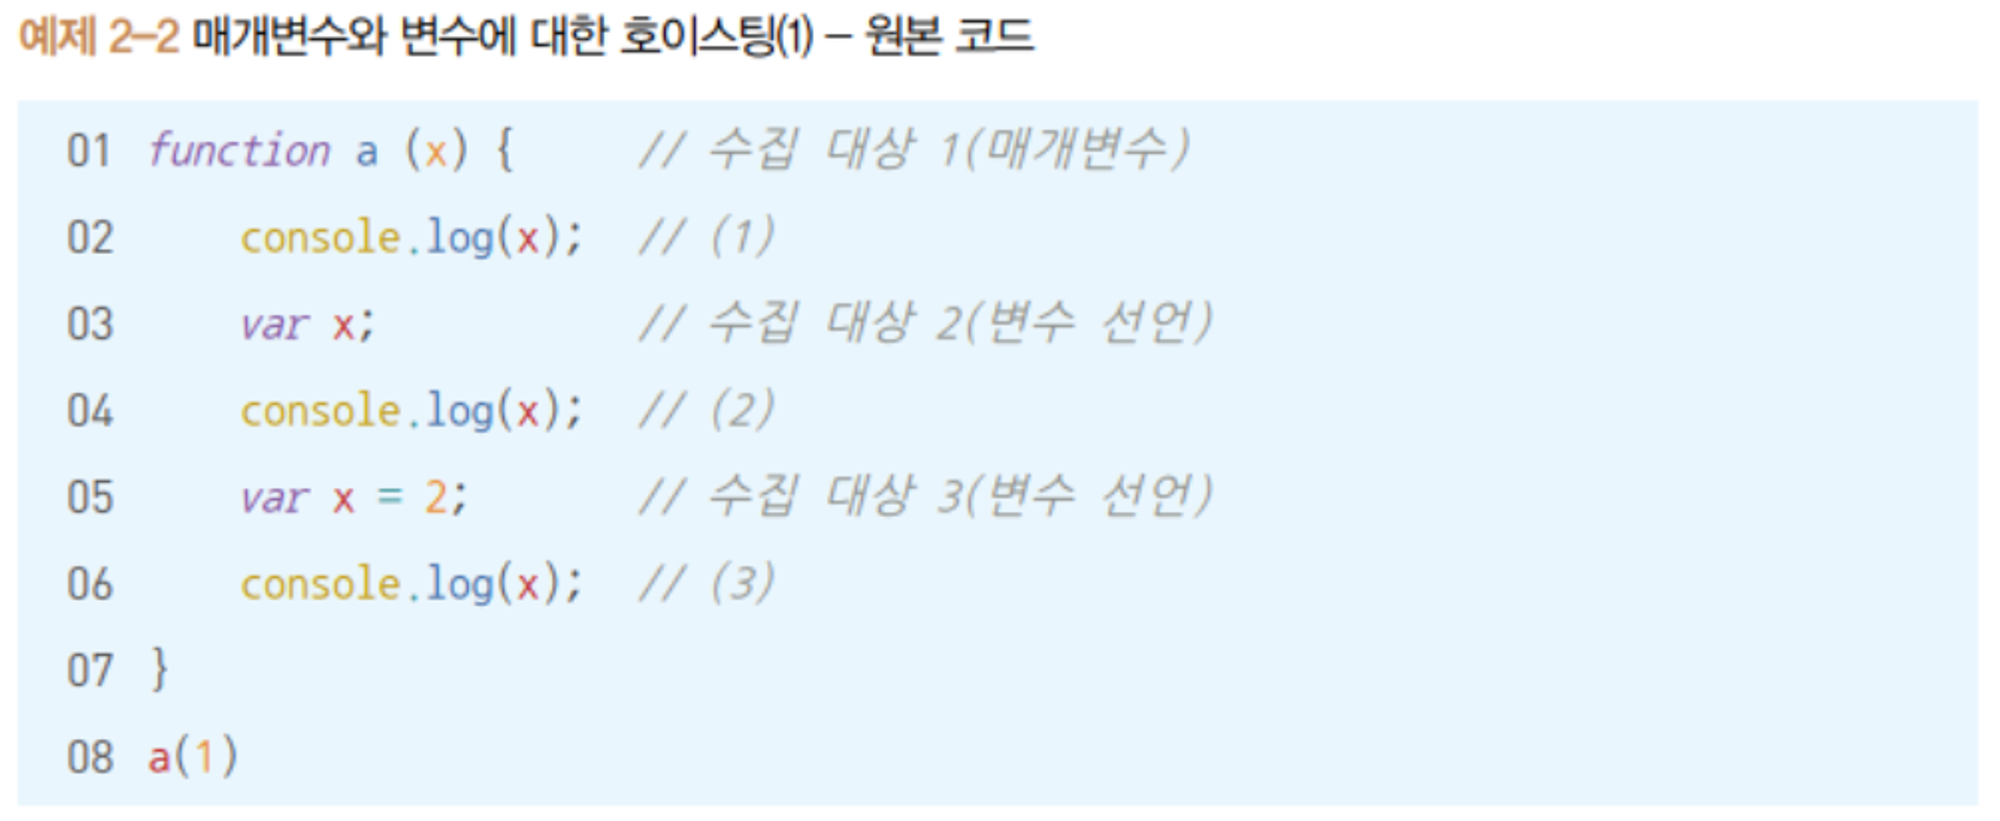 예제 2-2 매개변수와 변수에 대한 호이스팅(1) – 원본 코드
01 function a (x) { // 수집 대상 1(매개변수)
02 console.log(x); // (1)
03 var x; // 수집 대상 2(변수 선언)
04 console.log(x); // (2)
05 var x = 2; // 수집 대상 3(변수 선언)
06 console.log(x); // (3)
07 }
08 a(1)